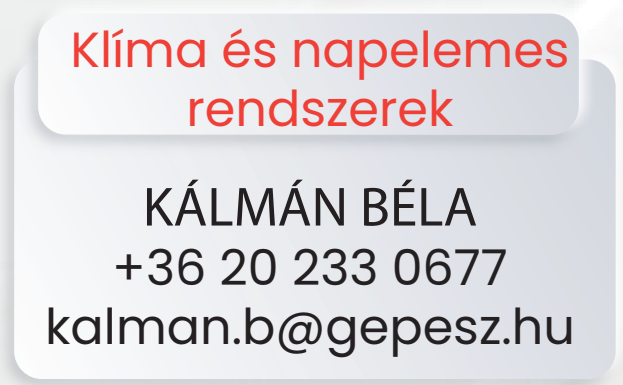 Klíma és napelemes
rendszerek
KÁLMÁN BÉLA
+36 20 233 0677
kalman.b@gepesz.hu